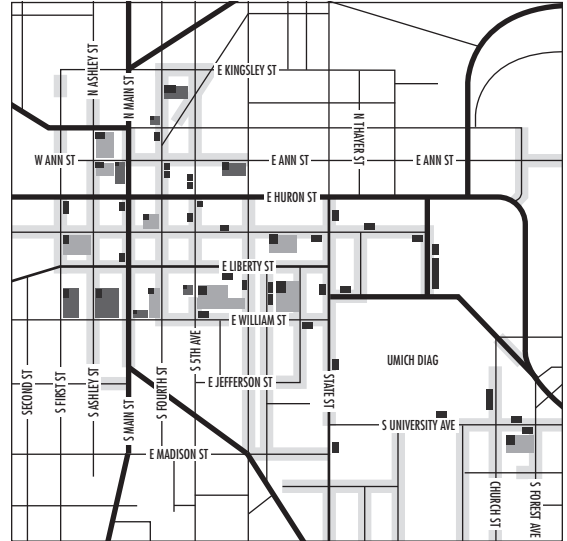 E KINGSLEY ST
N ASHLEY ST
N MAIN ST
N THAYER ST
W ANN ST
E ANN ST
E ANN ST
E HURON ST
E LIBERTY ST
E WILLIAM ST
S 5TH AVE
UMICH DIAG
E JEFFERSON ST
SECOND ST
S FIRST ST
S ASHLEY ST
S MAIN ST
S FOURTH ST
STATE ST
S UNIVERSITY AVE
E MADISON ST
CHURCH ST
S FOREST AVE